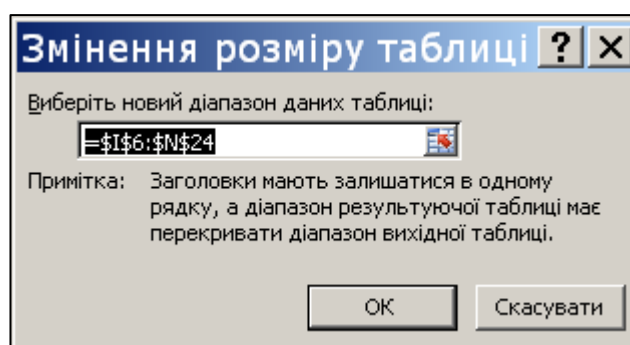 Змінення розміру таблиці
Виберіть новий діапазон даних таблиці:
=$I$6:$N$24
Примітка: Заголовки мають залишатися в одному
рядку, а діапазон результуючої таблиці має
перекривати діапазон вихідної таблиці.
ОК Скасувати